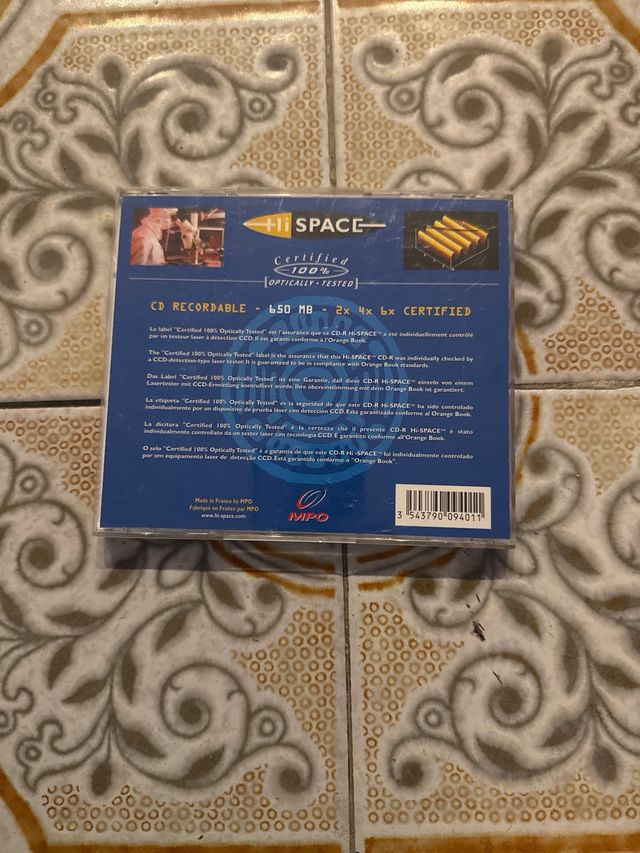 Hi SPACE
Certified
100%
OPTICALLY • TESTED
CD RECORDABLE - 650 MB - 2x 4x 6x CERTIFIED
Le label "Certified 100% Optically Tested" est l'assurance que ce CD-R Hi-SPACE™ a été individuellement contrôlé
par un testeur laser à détection CCD. Il est garanti conforme à l'Orange Book.
The "Certified 100% Optically Tested" label is the assurance that this Hi-SPACE™ CD-R was individually checked by
a CCD-detection-type laser tester. It is guaranteed to be in compliance with Orange Book standards.
Das Label "Certified 100% Optically Tested" ist eine Garantie, daß diese CD-R Hi-SPACE™ einzeln von einem
Lasertester mit CCD-Ermittlung kontrolliert wurde, ihre übereinstimmung mit dem Orange Book ist garantiert.
La etiqueta "Certified 100% Optically Tested" es la seguridad de que este CD-R Hi-SPACE™ ha sido controlado
individualmente por un dispositivo de prueba laser con detección CCD. Está garantizado conforme al Orange Book.
La dicitura "Certified 100% Optically Tested" è la certezza che il presente CD-R Hi-SPACE™ è stato
individualmente controllato da un tester laser con tecnologia CCD. È garantito conforme all'Orange Book.
O selo "Certified 100% Optically Tested" é a garantia de que este CD-R Hi-SPACE™ foi individualmente controlado
por um equipamento laser de detecção CCD. Está garantido conforme o "Orange Book".
Made in France by MPO
Fabriqué en France par MPO
www.hi-space.com
MPO
3 543790 094011